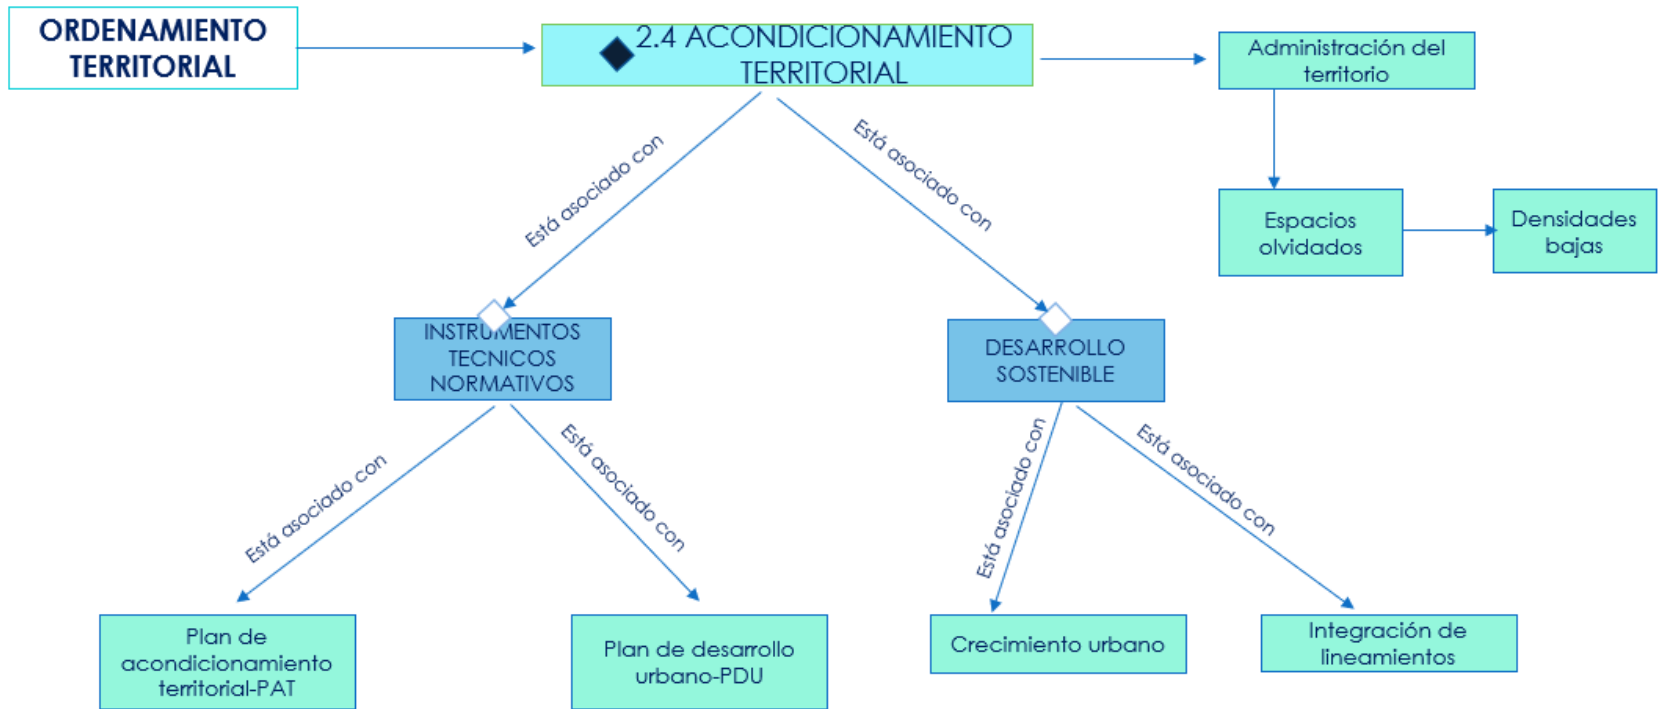 ORDENAMIENTO
TERRITORIAL
2.4 ACONDICIONAMIENTO
TERRITORIAL
Administración del
territorio
Está asociado con
Está asociado con
Espacios
olvidados
Densidades
bajas
INSTRUMENTOS
TECNICOS
NORMATIVOS
DESARROLLO
SOSTENIBLE
Está asociado con
Está asociado con
Está asociado con
Está asociado con
Plan de
acondicionamiento
territorial-PAT
Plan de desarrollo
urbano-PDU
Crecimiento urbano
Integración de
lineamientos